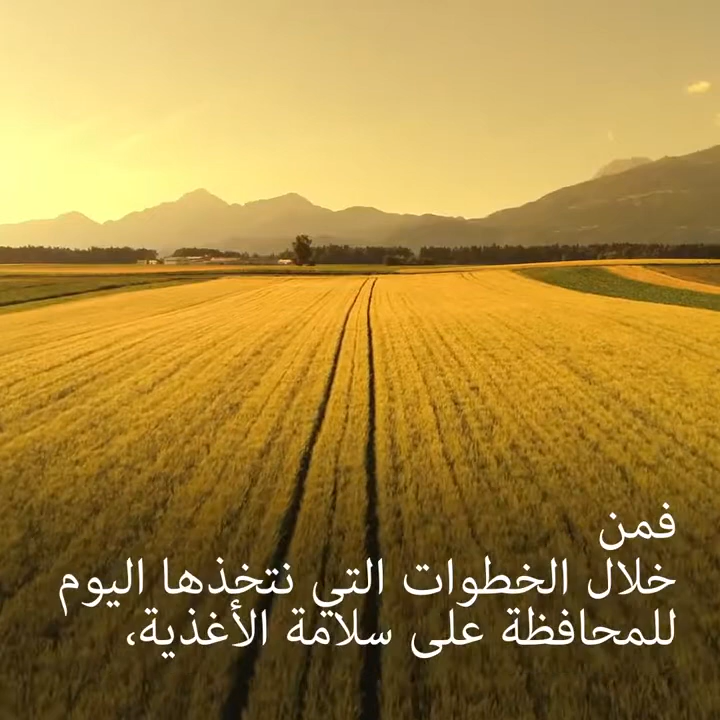 فمن
خلال الخطوات التي نتخذها اليوم
للمحافظة على سلامة الأغذية،